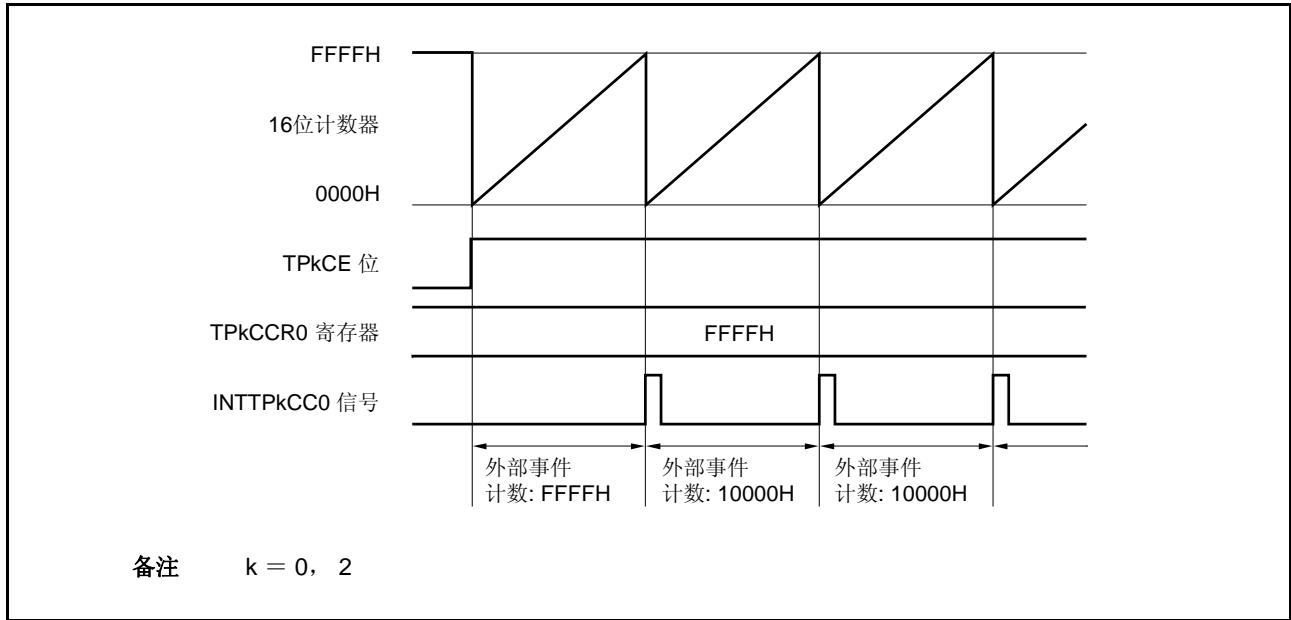 FFFFH
16位计数器
0000H
TPkCE 位
TPkCCR0 寄存器
FFFFH
INTTPkCC0 信号
外部事件
计数: FFFFH
外部事件
计数: 10000H
外部事件
计数: 10000H
备注 k = 0, 2